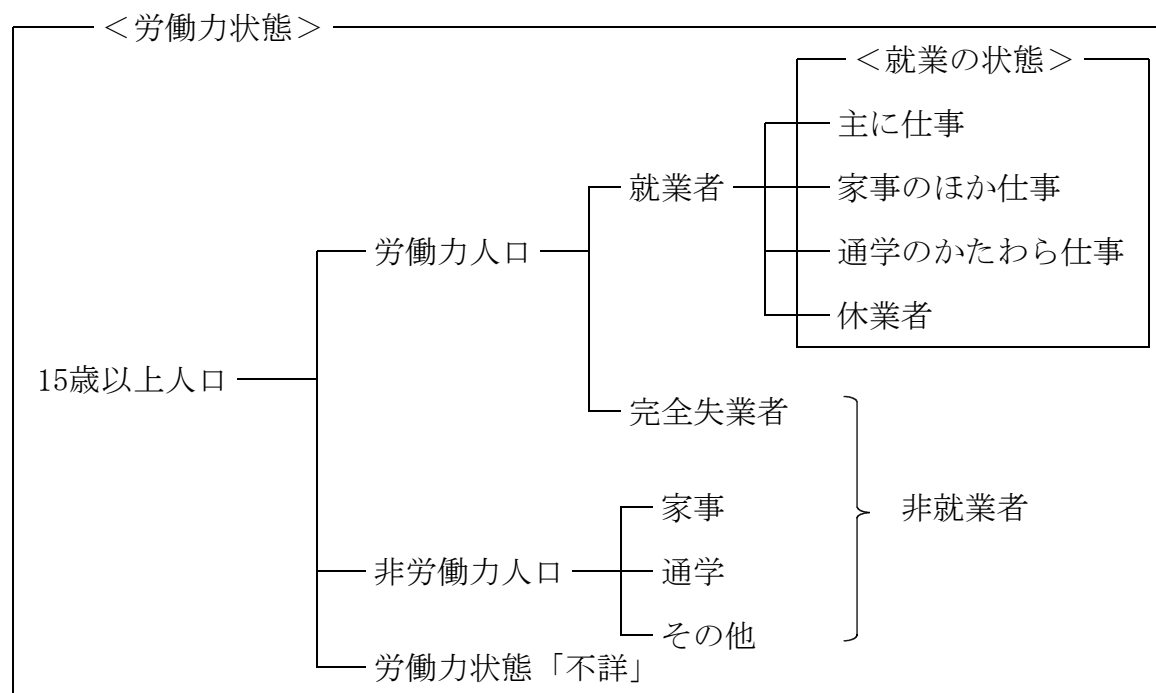 ＜労働力状態＞
＜就業の状態＞
主に仕事
就業者
家事のほか仕事
労働力人口
通学のかたわら仕事
休業者
15歳以上人口
完全失業者
家事
非就業者
非労働力人口
通学
その他
労働力状態「不詳」